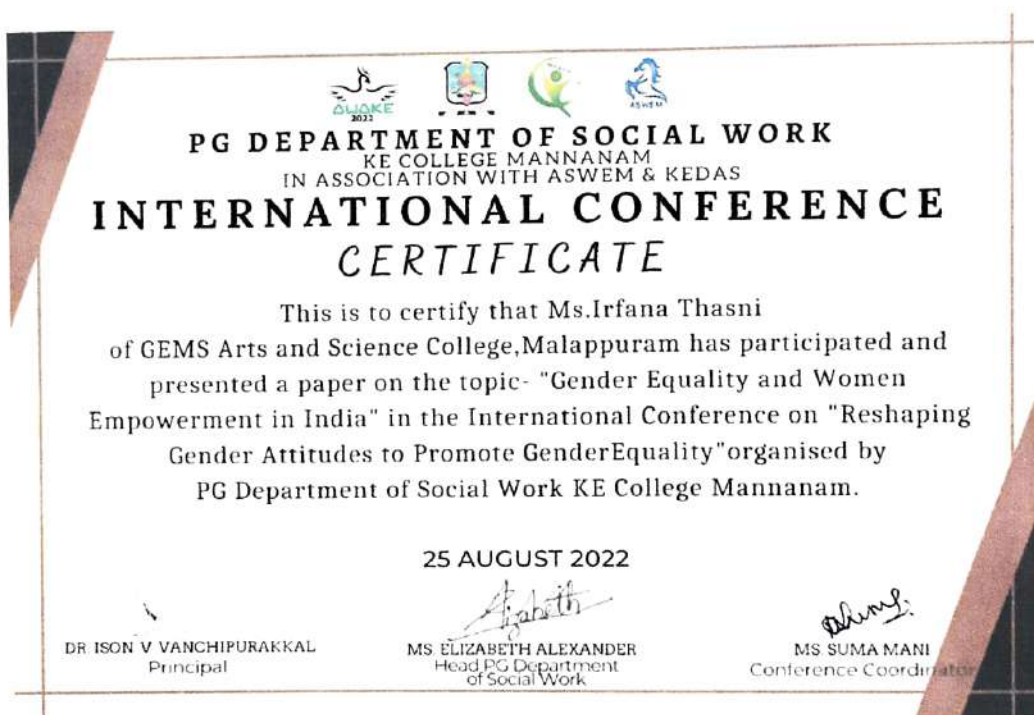 AWAKE
2022
ASWEM
PG DEPARTMENT OF SOCIAL WORK
KE COLLEGE MANNANAM
IN ASSOCIATION WITH ASWEM & KEDAS
INTERNATIONAL CONFERENCE
CERTIFICATE
This is to certify that Ms.Irfana Thasni
of GEMS Arts and Science College,Malappuram has participated and
presented a paper on the topic- "Gender Equality and Women
Empowerment in India" in the International Conference on "Reshaping
Gender Attitudes to Promote GenderEquality"organised by
PG Department of Social Work KE College Mannanam.
25 AUGUST 2022
Elizabeth
DR ISON V VANCHIPURAKKAL
Principal
MS. ELIZABETH ALEXANDER
Head PG Department
of Social Work
MS. SUMA MANI
Conference Coordinator